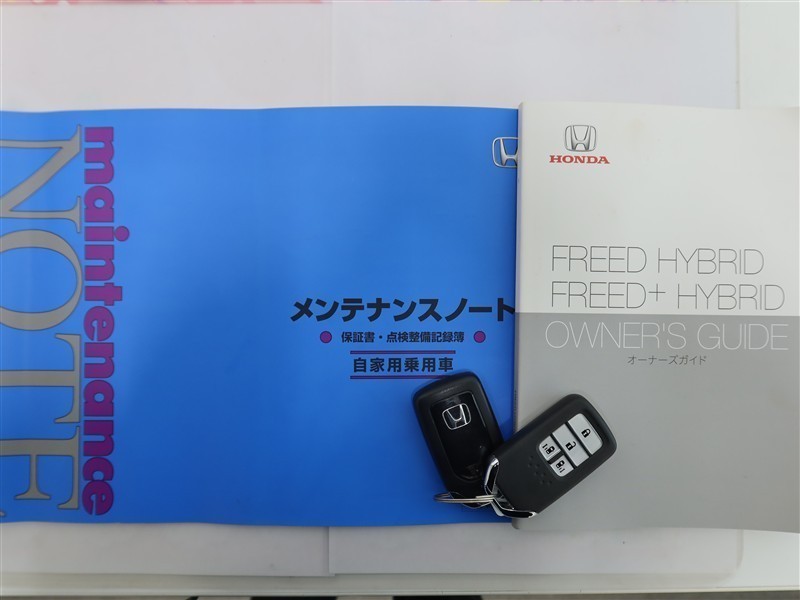 maintenance
NOTE
メンテナンスノート
保証書・点検整備記録簿
自家用乗用車
HONDA
FREED HYBRID
FREED+ HYBRID
OWNER'S GUIDE
オーナーズガイド